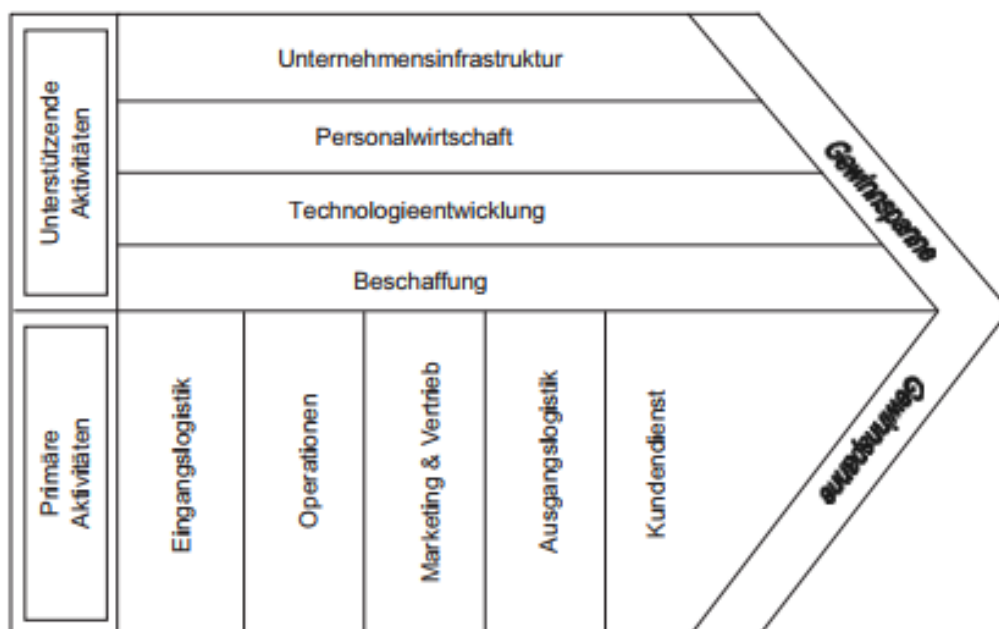 Unterstützende
Aktivitäten
Unternehmensinfrastruktur
Personalwirtschaft
Technologieentwicklung
Beschaffung
Gewinnspanne
Primäre
Aktivitäten
Eingangslogistik
Operationen
Marketing & Vertrieb
Ausgangslogistik
Kundendienst
Gewinnspanne